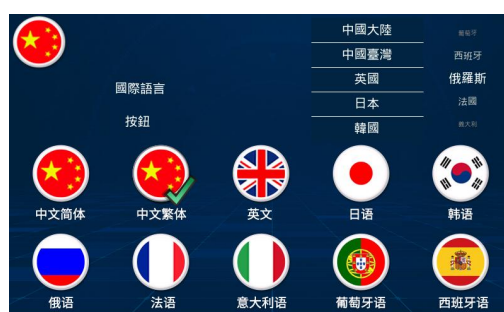 中國大陸
中國臺灣
英國
日本
韓國
葡萄牙
西班牙
俄羅斯
法國
意大利
國際語言
按鈕
中文简体
中文繁体
英文
日语
韩语
俄语
法语
意大利语
葡萄牙语
西班牙语